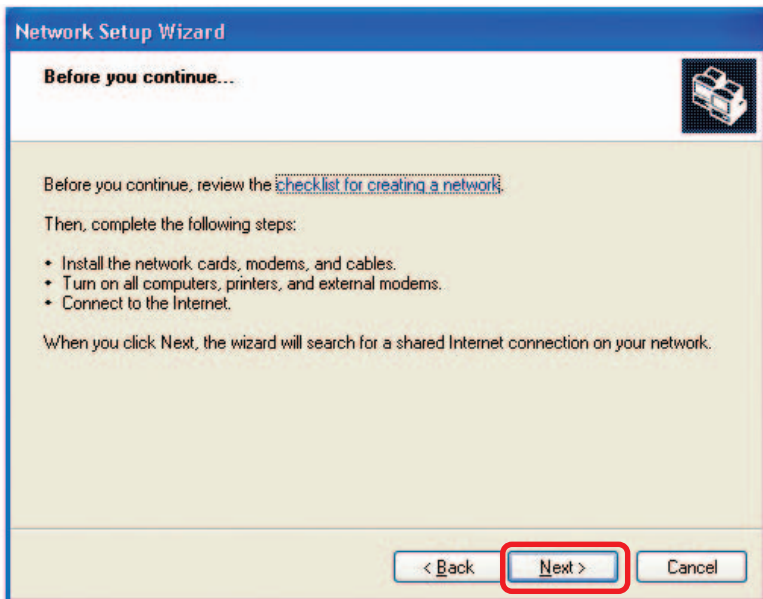 Network Setup Wizard
Before you continue...
Before you continue, review the checklist for creating a network.
Then, complete the following steps:
• Install the network cards, modems, and cables.
• Turn on all computers, printers, and external modems.
• Connect to the Internet.
When you click Next, the wizard will search for a shared Internet connection on your network.
< Back Next > Cancel